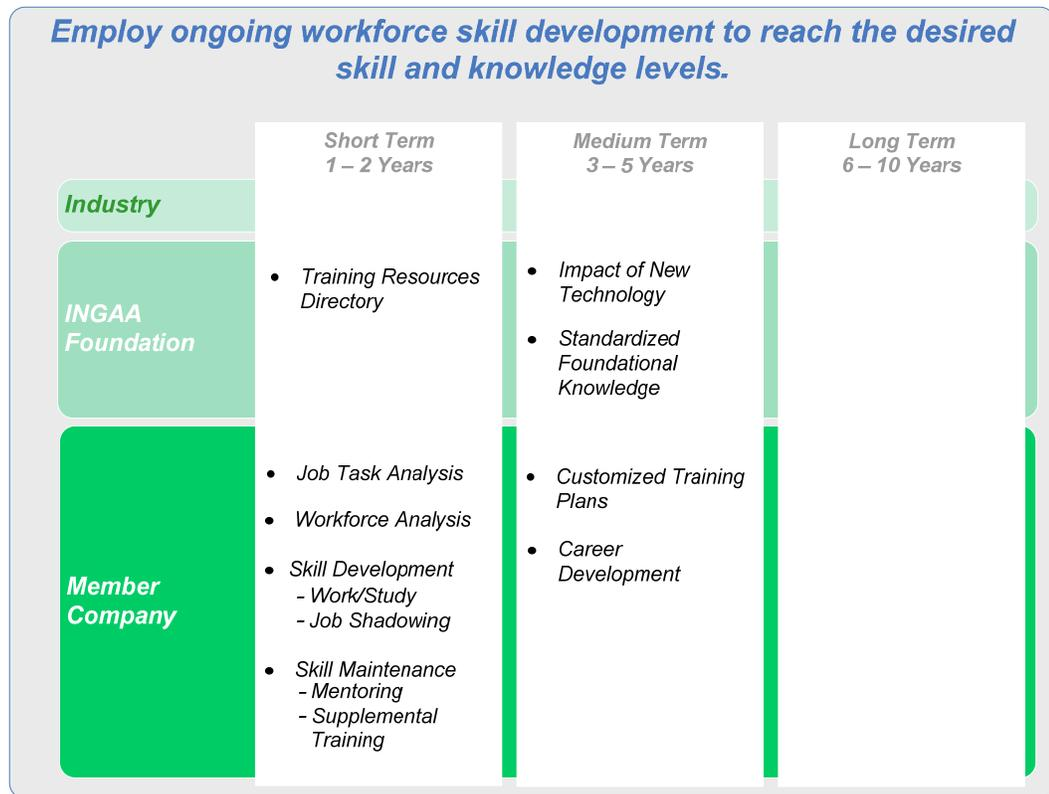 Employ ongoing workforce skill development to reach the desired
skill and knowledge levels.
Short Term
1 – 2 Years
Medium Term
3 – 5 Years
Long Term
6 – 10 Years
Industry
INGAA
Foundation
• Training Resources
Directory
• Impact of New
Technology
• Standardized
Foundational
Knowledge
Member
Company
• Job Task Analysis
• Workforce Analysis
• Skill Development
- Work/Study
- Job Shadowing
• Skill Maintenance
- Mentoring
- Supplemental
Training
• Customized Training
Plans
• Career
Development